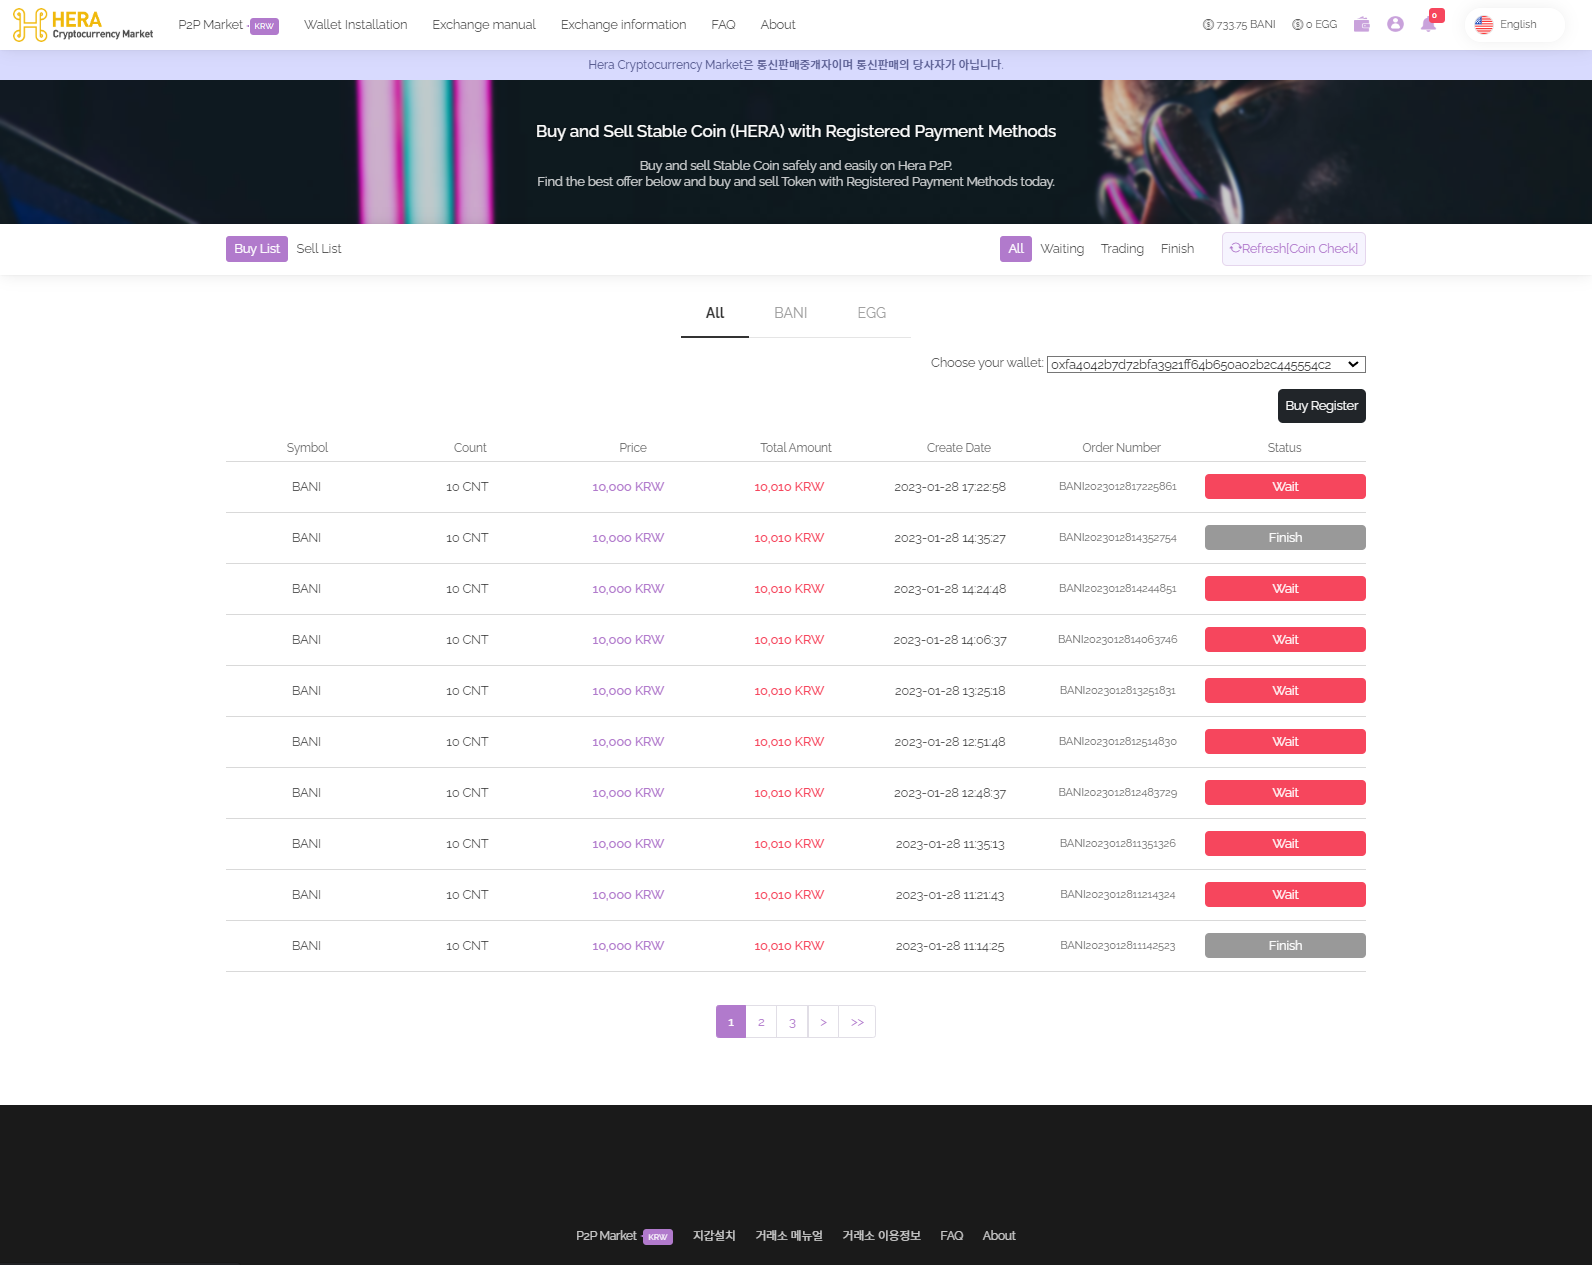 HERA
Cryptocurrency Market
P2P Market · KRW
Wallet Installation
Exchange manual
Exchange information
FAQ
About
733.75 BANI
0 EGG
0
English
Hera Cryptocurrency Market은 통신판매중개자이며 통신판매의 당사자가 아닙니다.
Buy and Sell Stable Coin (HERA) with Registered Payment Methods
Buy and sell Stable Coin safely and easily on Hera P2P.
Find the best offer below and buy and sell Token with Registered Payment Methods today.
Buy List Sell List
All Waiting Trading Finish Refresh[Coin Check]
All BANI EGG
Choose your wallet: 0xfa4042b7d72bfa3921ff64b650a02b2c445554c2
Buy Register
Symbol Count Price Total Amount Create Date Order Number Status
BANI 10 CNT 10,000 KRW 10,010 KRW 2023-01-28 17:22:58 BANI2023012817225861 Wait
BANI 10 CNT 10,000 KRW 10,010 KRW 2023-01-28 14:35:27 BANI2023012814352754 Finish
BANI 10 CNT 10,000 KRW 10,010 KRW 2023-01-28 14:24:48 BANI2023012814244851 Wait
BANI 10 CNT 10,000 KRW 10,010 KRW 2023-01-28 14:06:37 BANI2023012814063746 Wait
BANI 10 CNT 10,000 KRW 10,010 KRW 2023-01-28 13:25:18 BANI2023012813251831 Wait
BANI 10 CNT 10,000 KRW 10,010 KRW 2023-01-28 12:51:48 BANI2023012812514830 Wait
BANI 10 CNT 10,000 KRW 10,010 KRW 2023-01-28 12:48:37 BANI2023012812483729 Wait
BANI 10 CNT 10,000 KRW 10,010 KRW 2023-01-28 11:35:13 BANI2023012811351326 Wait
BANI 10 CNT 10,000 KRW 10,010 KRW 2023-01-28 11:21:43 BANI2023012811214324 Wait
BANI 10 CNT 10,000 KRW 10,010 KRW 2023-01-28 11:14:25 BANI2023012811142523 Finish
1 2 3 > >>
P2P Market · KRW 지갑설치 거래소 메뉴얼 거래소 이용정보 FAQ About